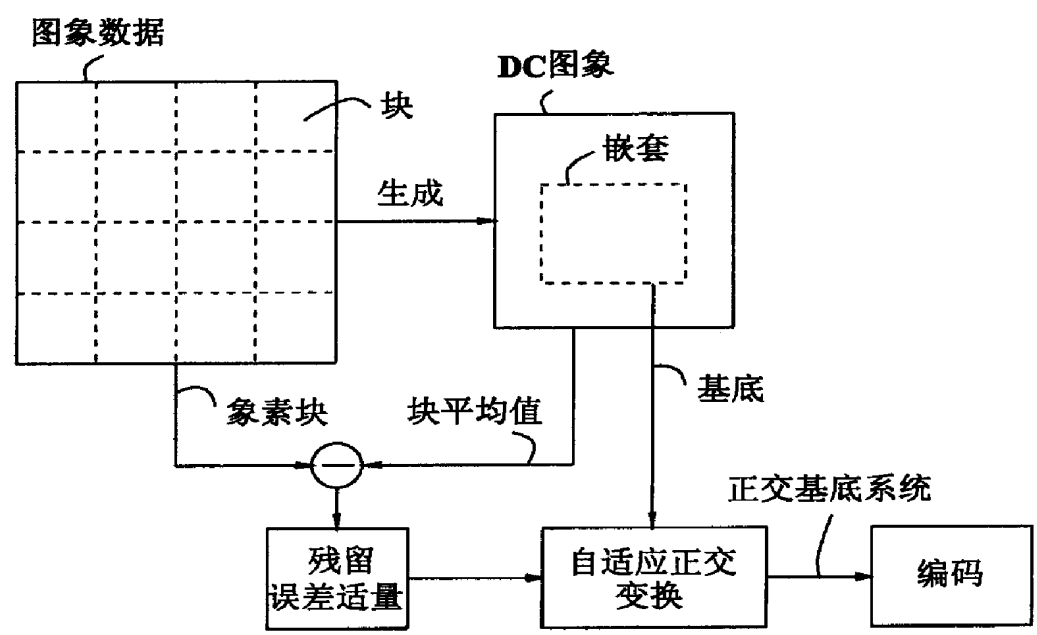 图象数据
DC图象
块
嵌套
生成
基底
象素块
块平均值
正交基底系统
残留
误差适量
自适应正交
变换
编码